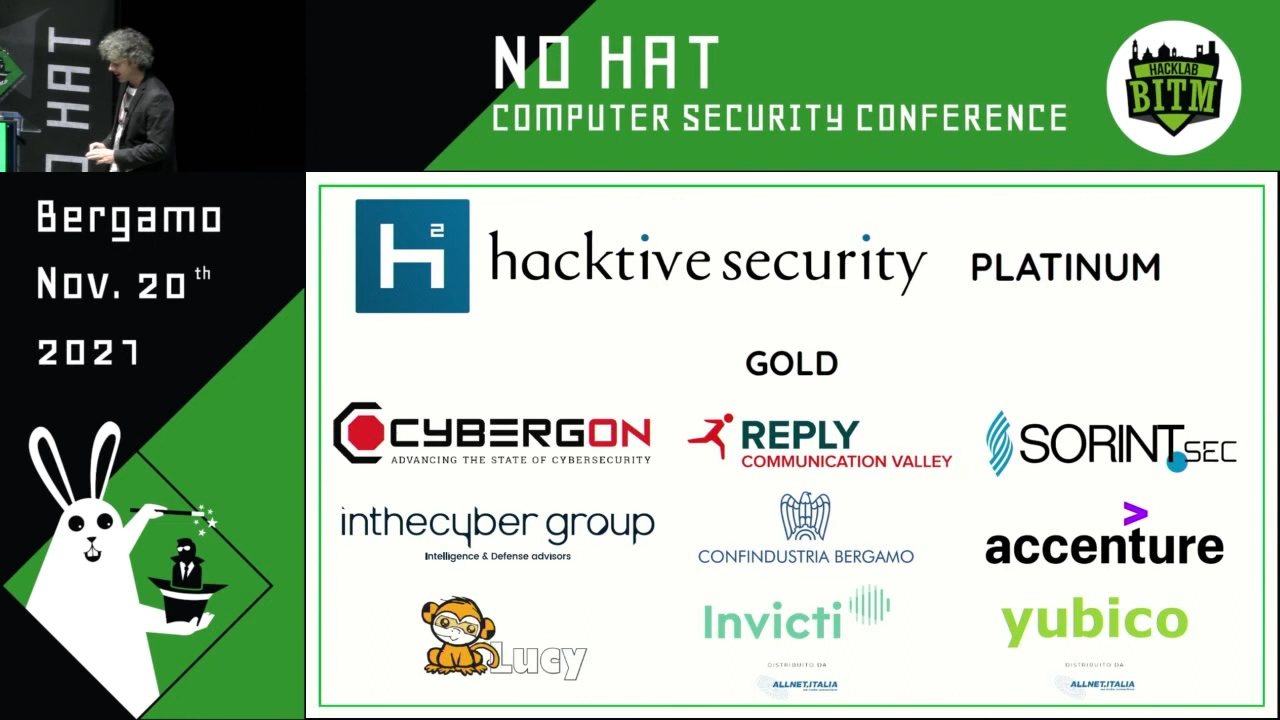 NO HAT
COMPUTER SECURITY CONFERENCE
HACKLAB
BITM
O HAT
Bergamo
Nov. 20th
2021
H2
hacktive security
PLATINUM
GOLD
CYBERGON
ADVANCING THE STATE OF CYBERSECURITY
REPLY
COMMUNICATION VALLEY
SORINT.SEC
inthecyber group
Intelligence & Defense advisors
CONFINDUSTRIA BERGAMO
>
accenture
Lucy
Invicti
DISTRIBUITO DA
ALLNET.ITALIA
yubico
DISTRIBUITO DA
ALLNET.ITALIA